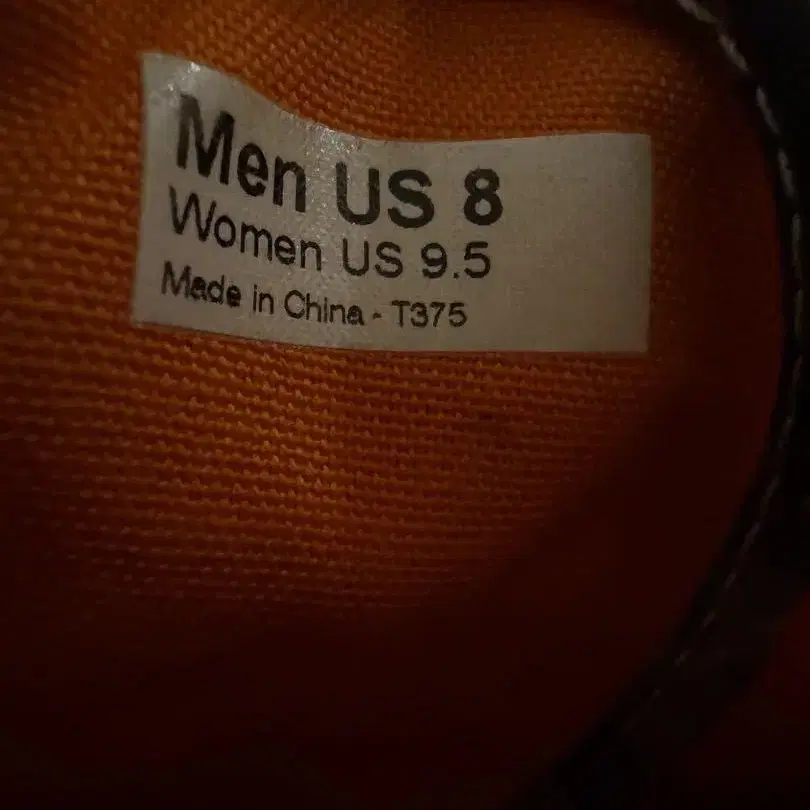 Men US 8
Women US 9.5
Made in China - T375